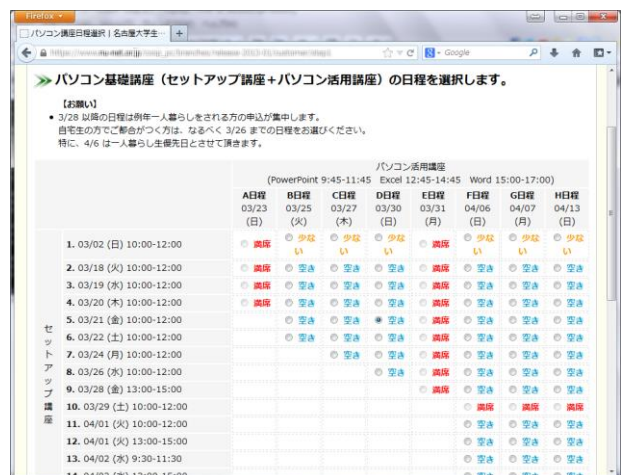 Firefox
パソコン講座日程選択 | 名古屋大学生…
Google
パソコン基礎講座（セットアップ講座＋パソコン活用講座）の日程を選択します。
【お願い】
3/28 以降の日程は例年一人暮らしをされる方の申込が集中します。
自宅生の方でご都合がつく方は、なるべく 3/26 までの日程をお選びください。
特に、4/6 は一人暮らし生優先日とさせて頂きます。
パソコン活用講座
(PowerPoint 9:45-11:45 Excel 12:45-14:45 Word 15:00-17:00)
A日程 B日程 C日程 D日程 E日程 F日程 G日程 H日程
03/23 03/25 03/27 03/30 03/31 04/06 04/07 04/13
(日) (火) (木) (日) (月) (日) (月) (日)
セットアップ講座
1. 03/02 (日) 10:00-12:00 満席 少ない 少ない 少ない 満席 少ない 少ない 少ない
2. 03/18 (火) 10:00-12:00 満席 空き 空き 空き 満席 空き 空き 空き
3. 03/19 (水) 10:00-12:00 満席 空き 空き 空き 満席 空き 空き 空き
4. 03/20 (木) 10:00-12:00 満席 空き 空き 空き 満席 空き 空き 空き
5. 03/21 (金) 10:00-12:00 空き 空き 空き 満席 空き 空き 空き
6. 03/22 (土) 10:00-12:00 空き 空き 空き 満席 空き 空き 空き
7. 03/24 (月) 10:00-12:00 空き 空き 満席 空き 空き 空き
8. 03/26 (水) 10:00-12:00 空き 満席 空き 空き 空き
9. 03/28 (金) 13:00-15:00 満席 空き 空き 空き
10. 03/29 (土) 10:00-12:00 満席 満席 満席
11. 04/01 (火) 10:00-12:00 空き 空き 空き
12. 04/01 (火) 13:00-15:00 空き 空き 空き
13. 04/02 (水) 9:30-11:30 空き 空き 空き